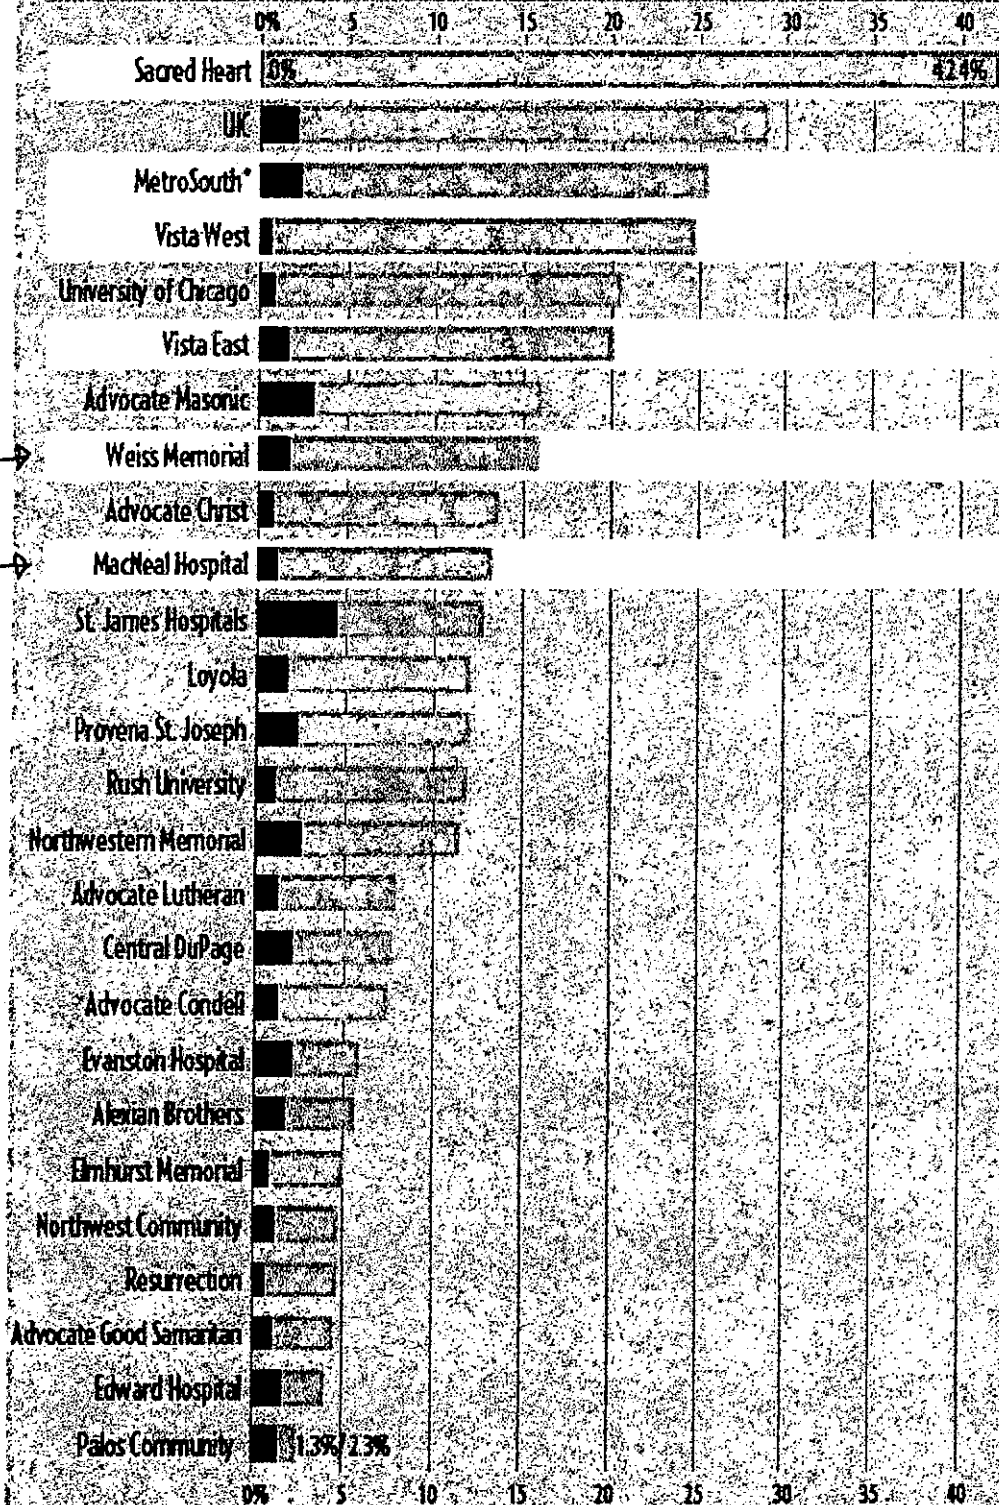 0% 5 10 15 20 25 30 35 40
Sacred Heart 0% 42.4%
UIC
MetroSouth*
Vista West
University of Chicago
Vista East
Advocate Masonic
Weiss Memorial
Advocate Christ
MacNeal Hospital
St. James Hospitals
Loyola
Provena St. Joseph
Rush University
Northwestern Memorial
Advocate Lutheran
Central DuPage
Advocate Condell
Evanston Hospital
Alexian Brothers
Elmhurst Memorial
Northwest Community
Resurrection
Advocate Good Samaritan
Edward Hospital
Palos Community 1.3%/2.3%
0% 5 10 15 20 25 30 35 40